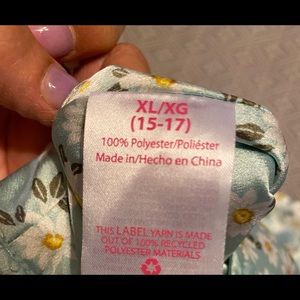 XL/XG
(15-17)
100% Polyester/Poliéster
Made in/Hecho en China
THIS LABEL YARN IS MADE
OUT OF 100% RECYCLED
POLYESTER MATERIALS